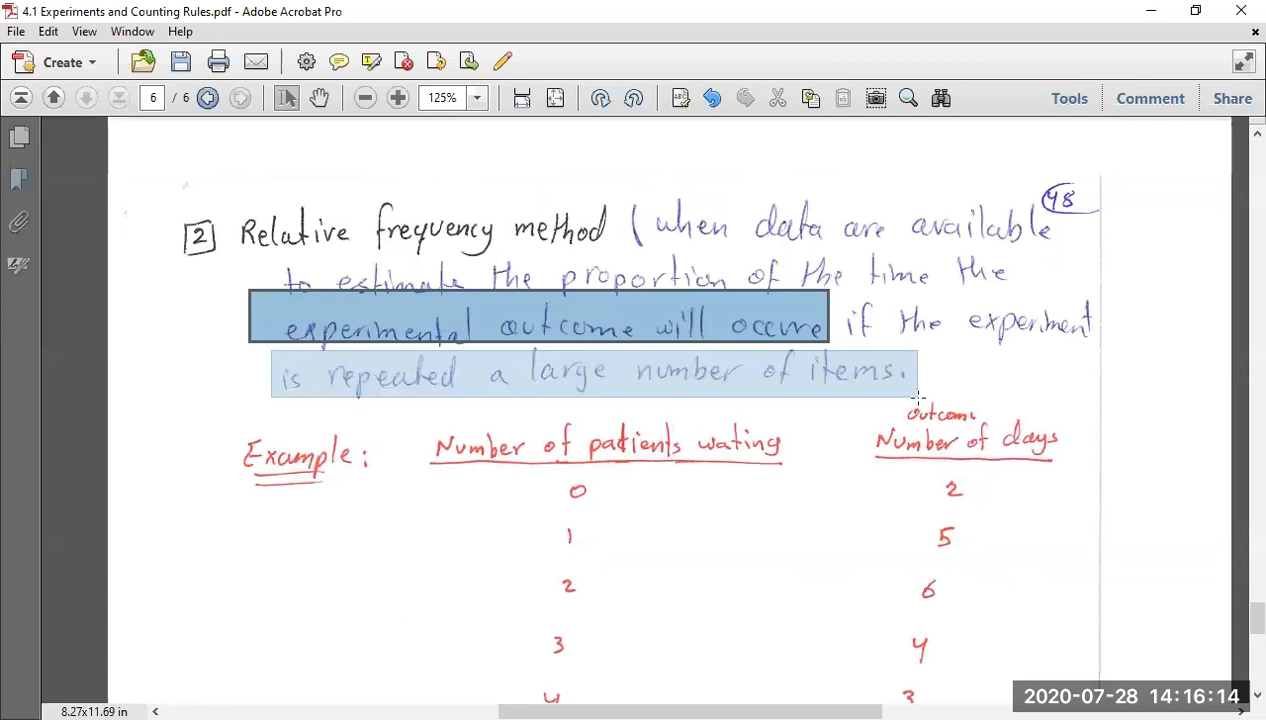 4.1 Experiments and Counting Rules.pdf - Adobe Acrobat Pro
File Edit View Window Help
Create
6 / 6 125% Tools Comment Share
48
2 Relative frequency method (when data are available
to estimate the proportion of the time the
experimental outcome will occure if the experiment
is repeated a large number of items.
outcome
Example: Number of patients wating Number of days
0 2
1 5
2 6
3 4
4 3
2020-07-28 14:16:14
8.27x11.69 in